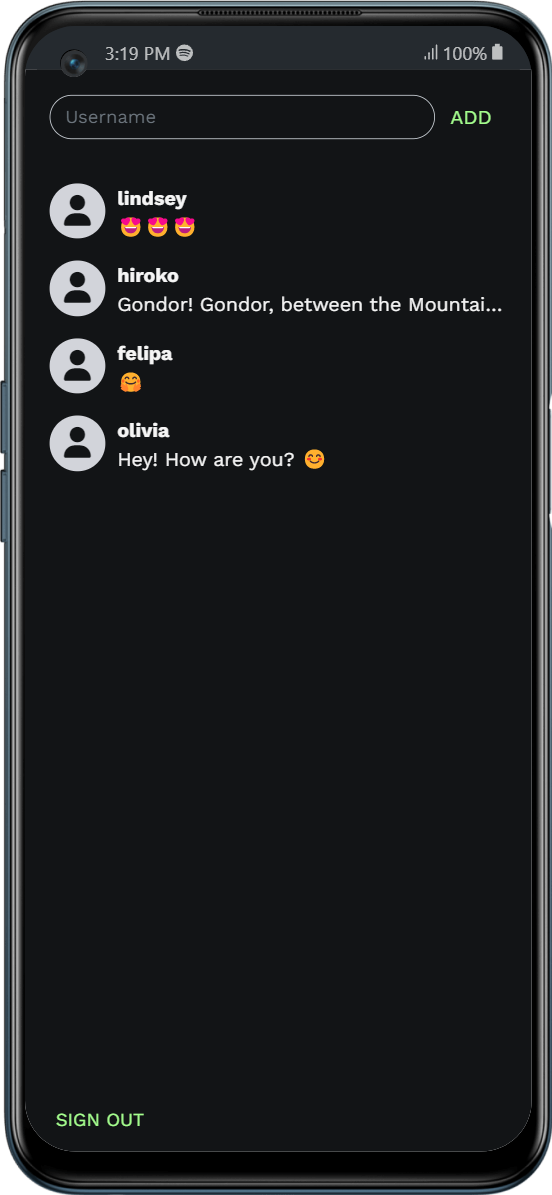 3:19 PM 100%
Username ADD
lindsey
😍😍😍
hiroko
Gondor! Gondor, between the Mountai...
felipa
🤗
olivia
Hey! How are you? 😊
SIGN OUT